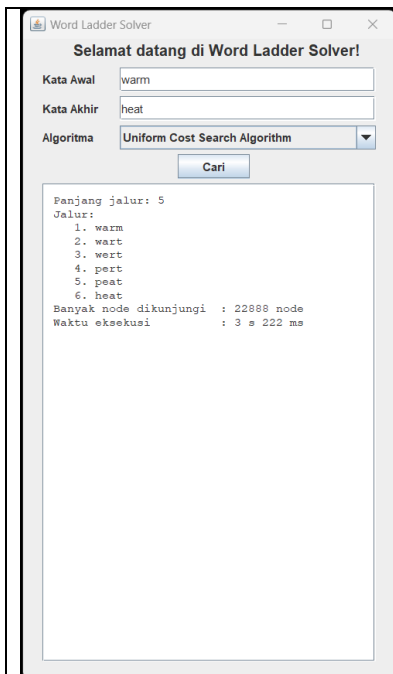 Word Ladder Solver
Selamat datang di Word Ladder Solver!
Kata Awal warm
Kata Akhir heat
Algoritma Uniform Cost Search Algorithm
Cari
Panjang jalur: 5
Jalur:
1. warm
2. wart
3. wert
4. pert
5. peat
6. heat
Banyak node dikunjungi : 22888 node
Waktu eksekusi : 3 s 222 ms